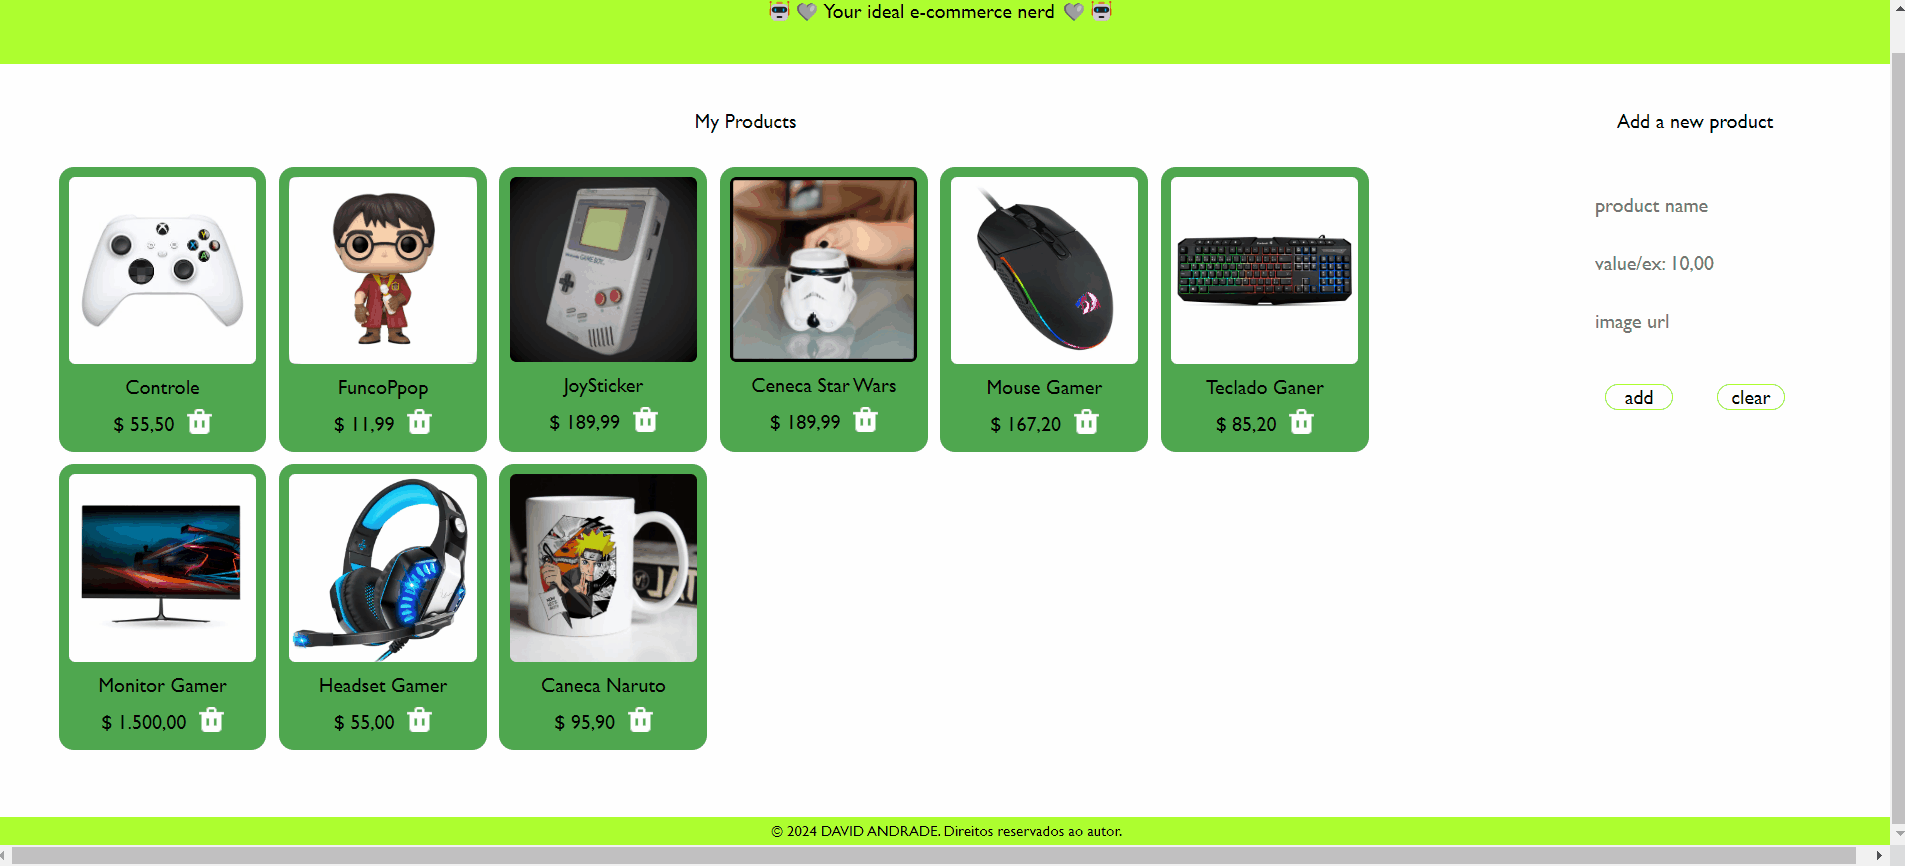 Your ideal e-commerce nerd
My Products
Add a new product
product name
value/ex: 10,00
image url
add
clear
GAME BOY
Controle
FuncoPpop
JoySticker
Ceneca Star Wars
Mouse Gamer
Teclado Ganer
$ 55,50
$ 11,99
$ 189,99
$ 189,99
$ 167,20
$ 85,20
Monitor Gamer
Headset Gamer
Caneca Naruto
$ 1.500,00
$ 55,00
$ 95,90
© 2024 DAVID ANDRADE. Direitos reservados ao autor.